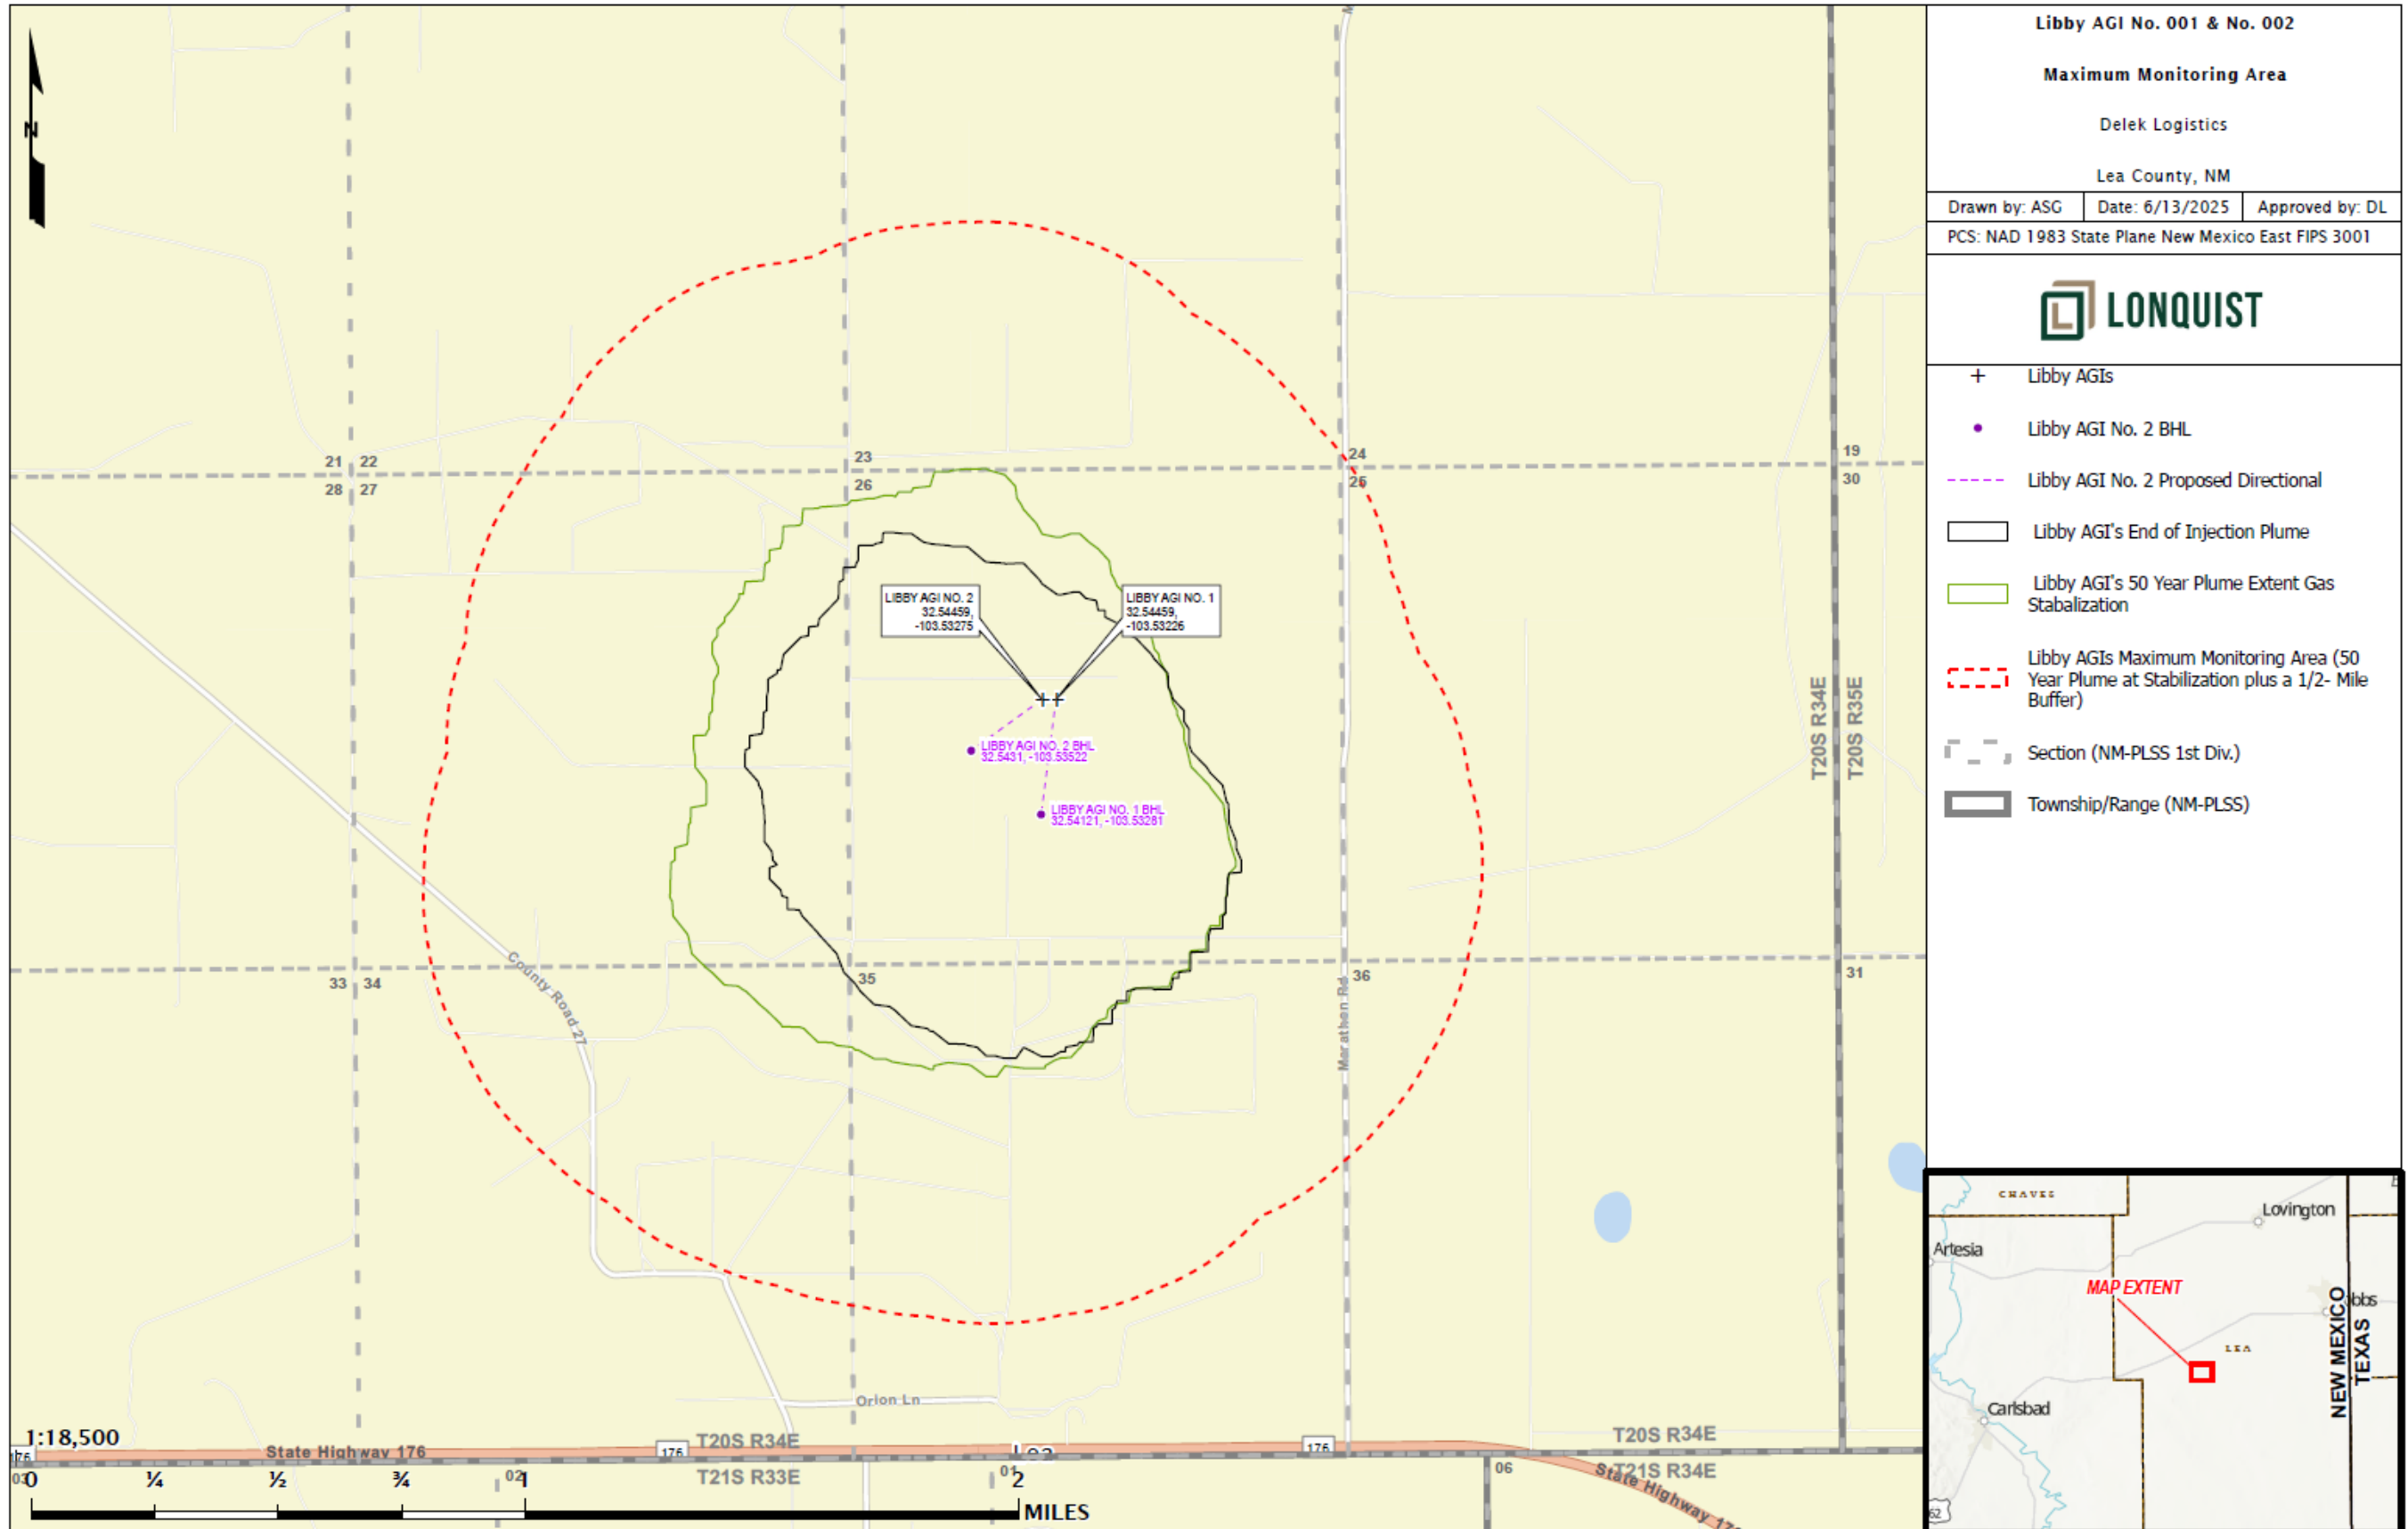 Libby AGI No. 001 & No. 002
Maximum Monitoring Area
Delek Logistics
Lea County, NM
Drawn by: ASG
Date: 6/13/2025
Approved by: DL
PCS: NAD 1983 State Plane New Mexico East FIPS 3001
LONQUIST
Libby AGIs
Libby AGI No. 2 BHL
Libby AGI No. 2 Proposed Directional
Libby AGI's End of Injection Plume
Libby AGI's 50 Year Plume Extent Gas
Stabalization
Libby AGIs Maximum Monitoring Area (50
Year Plume at Stabilization plus a 1/2- Mile
Buffer)
Section (NM-PLSS 1st Div.)
Township/Range (NM-PLSS)
N
21 22
28 27
23
26
24
25
19
30
LIBBY AGI NO. 2
32.54459,
-103.53275
LIBBY AGI NO. 1
32.54459,
-103.53226
LIBBY AGI NO. 2 BHL
32.5431, -103.53522
LIBBY AGI NO. 1 BHL
32.54121, -103.53281
T20S R34E
T20S R35E
33 34
35
36
31
County Road 27
Marathon Rd
Orion Ln
1:18,500
State Highway 176
176
176
T20S R34E
T21S R33E
T20S R34E
T21S R34E
State Highway 176
03
02
01
06
0 ¼ ½ ¾ 1 2
MILES
CHAVES
Lovington
Artesia
MAP EXTENT
LEA
Carlsbad
NEW MEXICO
TEXAS
62